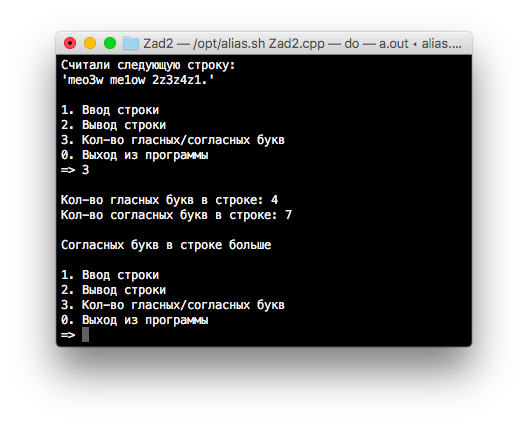 Zad2 — /opt/alias.sh Zad2.cpp — do — a.out ◂ alias....
Считали следующую строку:
'meo3w me1ow 2z3z4z1.'
1. Ввод строки
2. Вывод строки
3. Кол-во гласных/согласных букв
0. Выход из программы
=> 3
Кол-во гласных букв в строке: 4
Кол-во согласных букв в строке: 7
Согласных букв в строке больше
1. Ввод строки
2. Вывод строки
3. Кол-во гласных/согласных букв
0. Выход из программы
=>